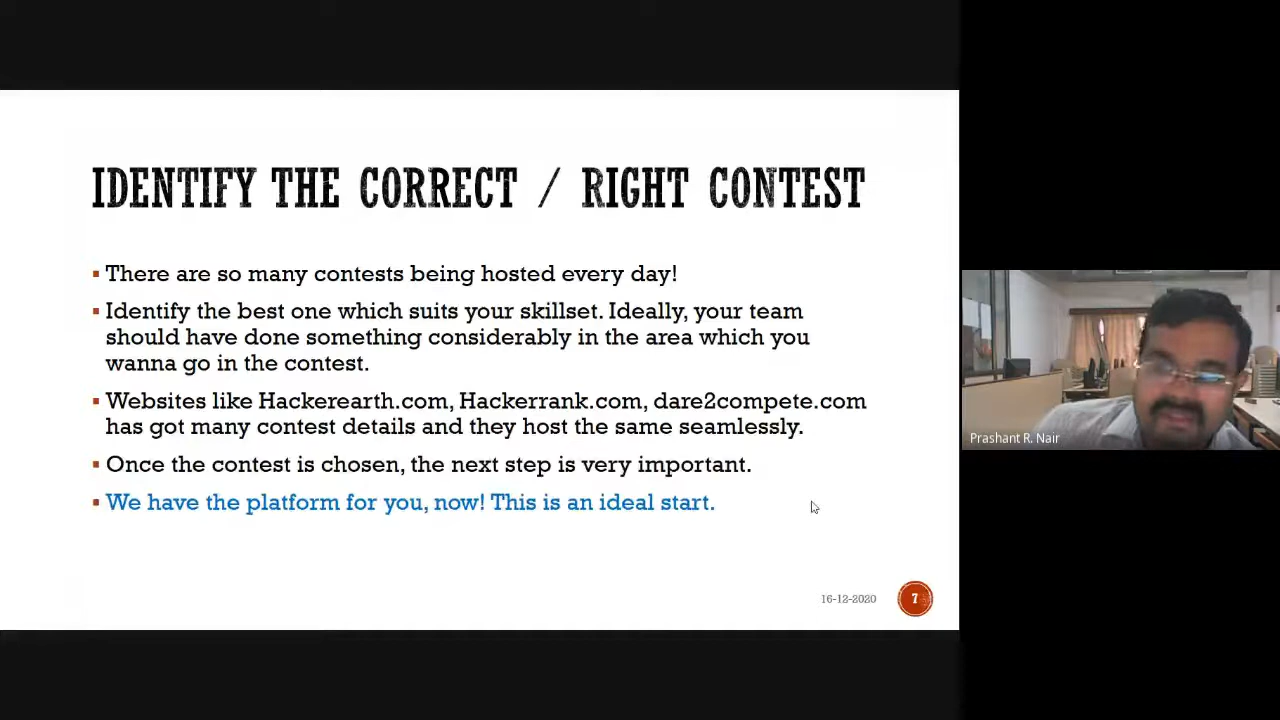 IDENTIFY THE CORRECT / RIGHT CONTEST
There are so many contests being hosted every day!
Identify the best one which suits your skillset. Ideally, your team
should have done something considerably in the area which you
wanna go in the contest.
Websites like Hackerearth.com, Hackerrank.com, dare2compete.com
has got many contest details and they host the same seamlessly.
Once the contest is chosen, the next step is very important.
We have the platform for you, now! This is an ideal start.
16-12-2020
7
Prashant R. Nair